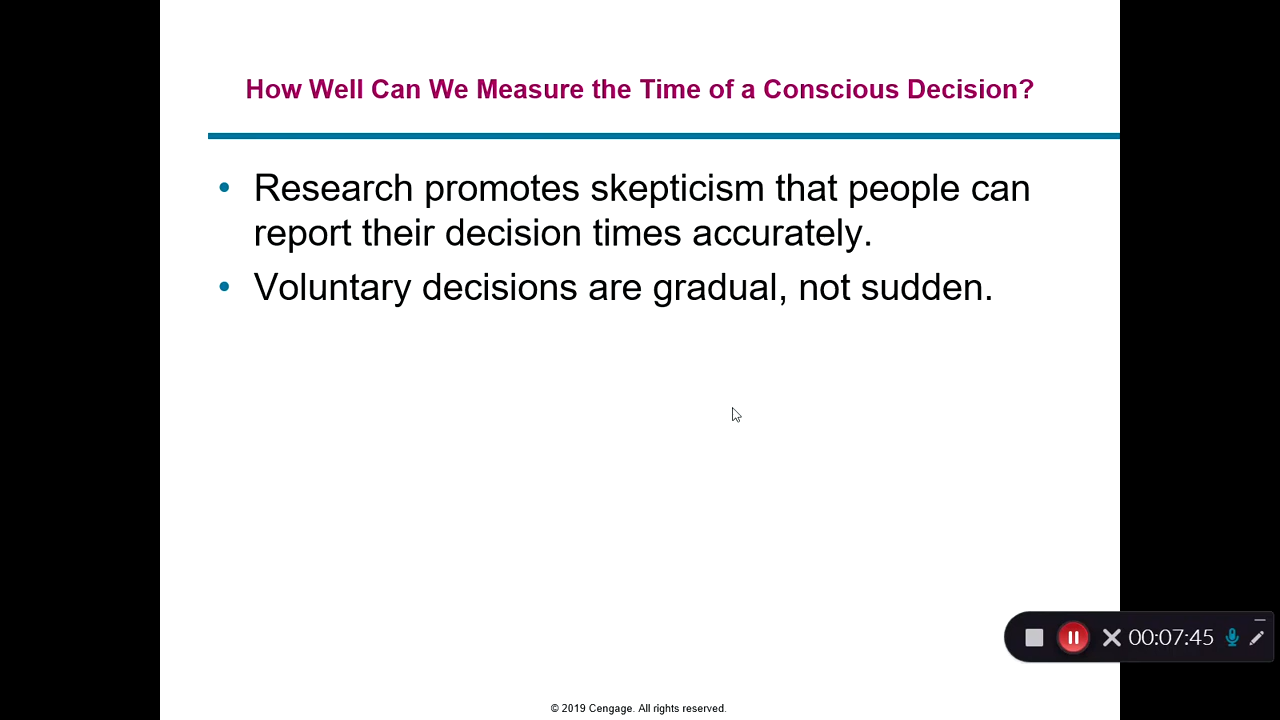 How Well Can We Measure the Time of a Conscious Decision?
• Research promotes skepticism that people can
report their decision times accurately.
• Voluntary decisions are gradual, not sudden.
00:07:45
© 2019 Cengage. All rights reserved.